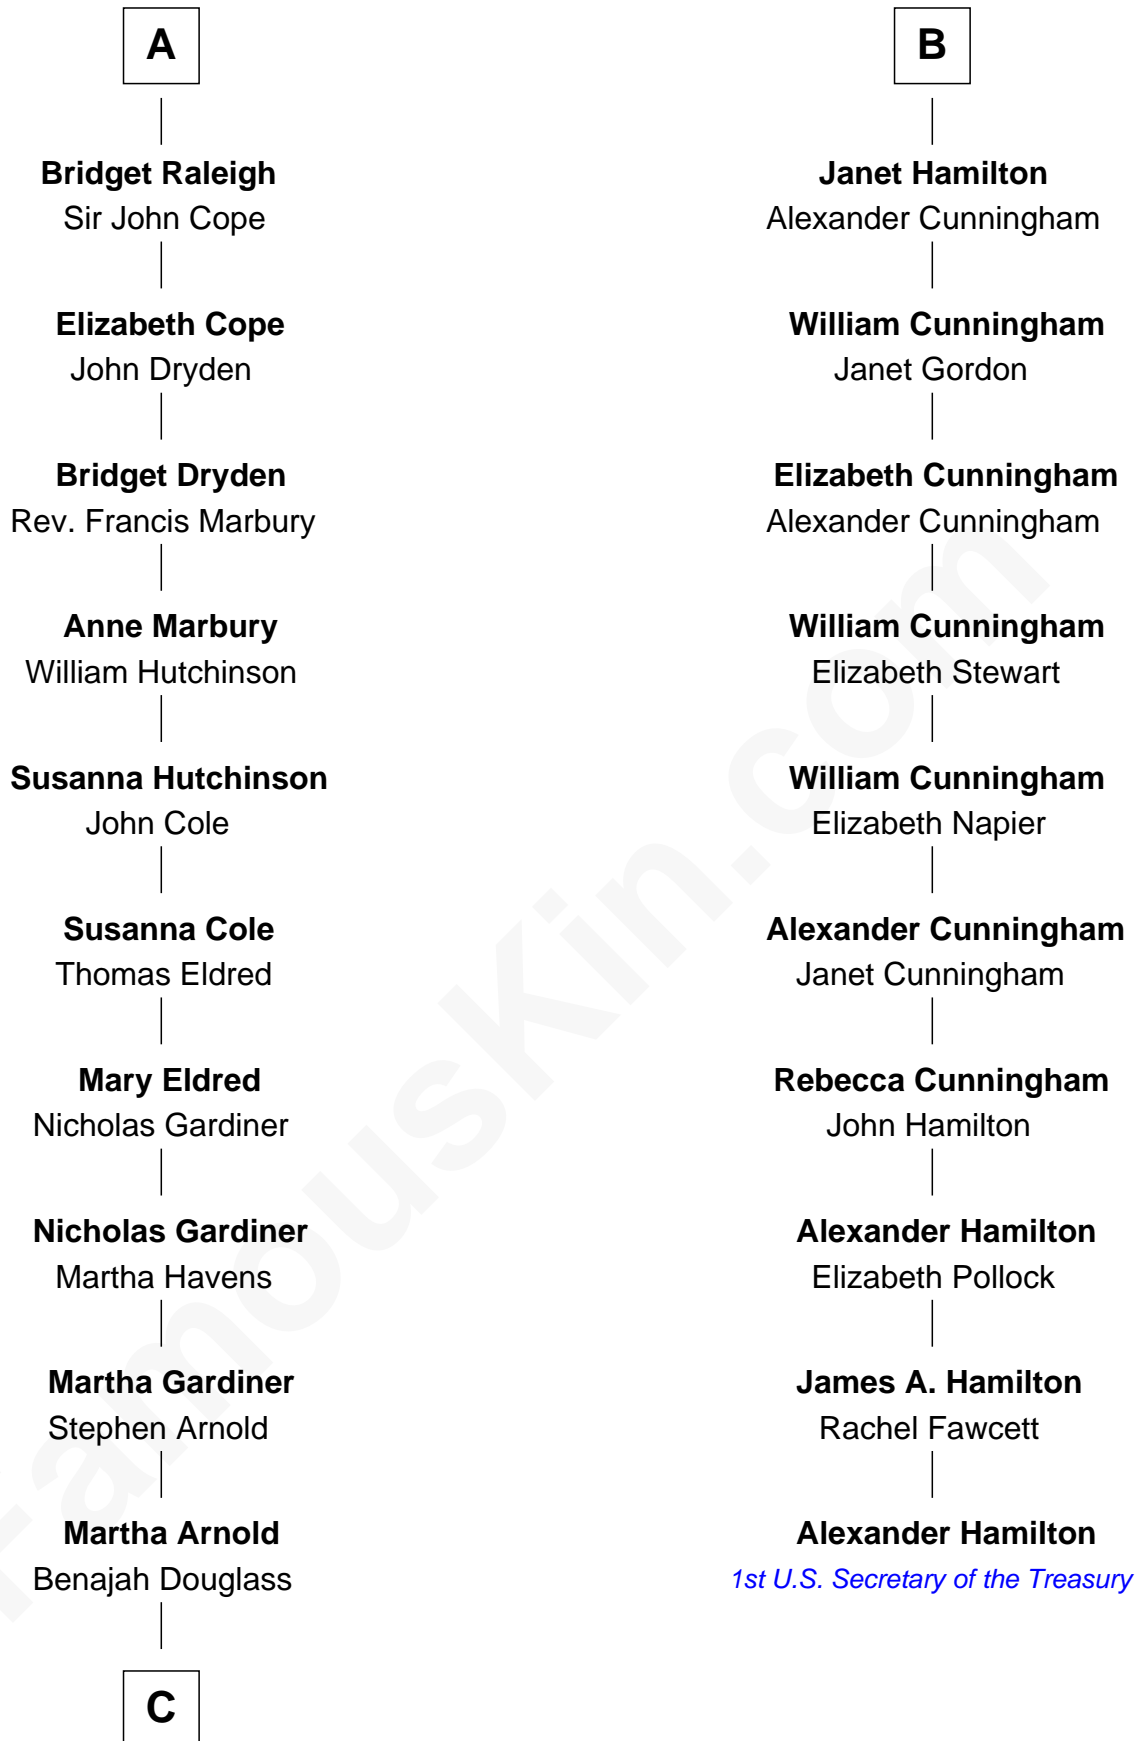 A
Bridget Raleigh
Sir John Cope
Elizabeth Cope
John Dryden
Bridget Dryden
Rev. Francis Marbury
Anne Marbury
William Hutchinson
Susanna Hutchinson
John Cole
Susanna Cole
Thomas Eldred
Mary Eldred
Nicholas Gardiner
Nicholas Gardiner
Martha Havens
Martha Gardiner
Stephen Arnold
Martha Arnold
Benajah Douglass
C
B
Janet Hamilton
Alexander Cunningham
William Cunningham
Janet Gordon
Elizabeth Cunningham
Alexander Cunningham
William Cunningham
Elizabeth Stewart
William Cunningham
Elizabeth Napier
Alexander Cunningham
Janet Cunningham
Rebecca Cunningham
John Hamilton
Alexander Hamilton
Elizabeth Pollock
James A. Hamilton
Rachel Fawcett
Alexander Hamilton
1st U.S. Secretary of the Treasury
FamousKin.com